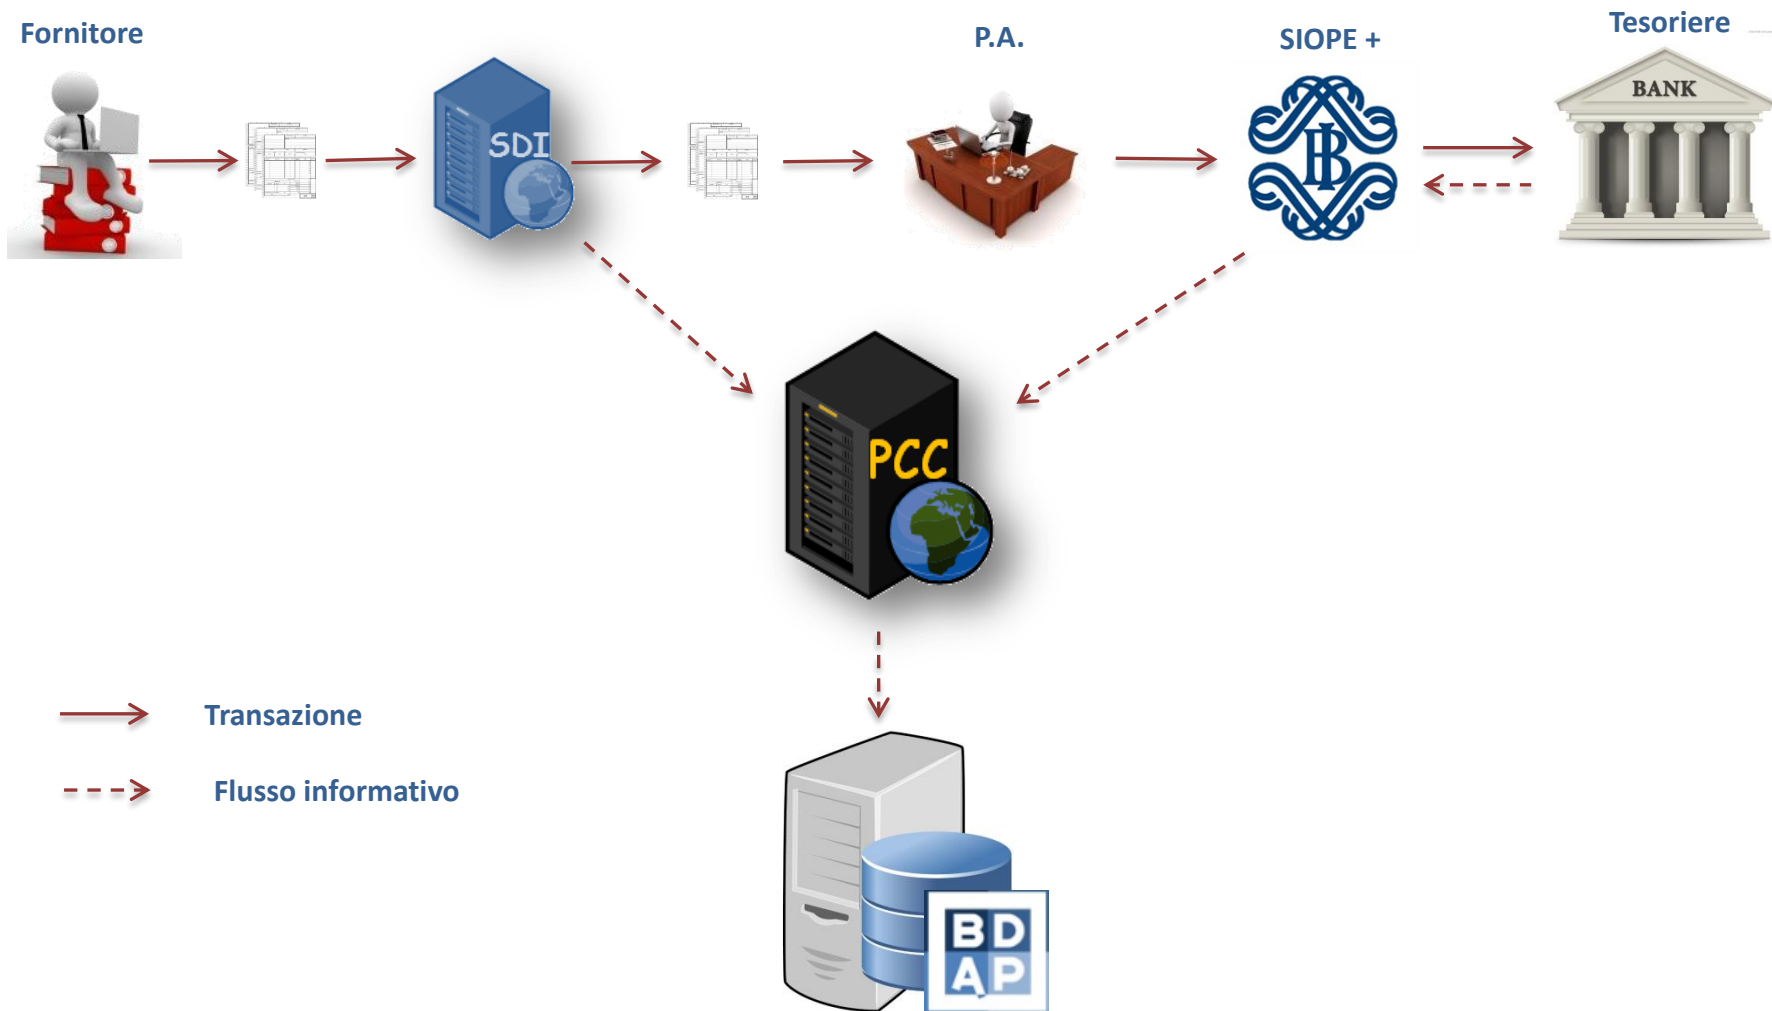 Fornitore
P.A.
SIOPE +
Tesoriere
BANK
SDI
PCC
Transazione
Flusso informativo
BD
AP